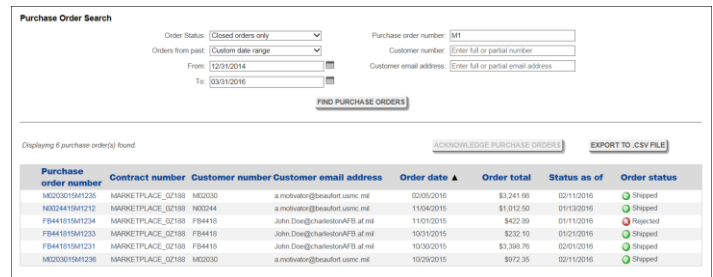 Purchase Order Search
Order Status: Closed orders only Purchase order number: M1
Orders from past: Custom date range Customer number: Enter full or partial number
From: 12/31/2014 Customer email address: Enter full or partial email address
To: 03/31/2016
FIND PURCHASE ORDERS
Displaying 6 purchase order(s) found. ACKNOWLEDGE PURCHASE ORDERS EXPORT TO .CSV FILE
Purchase order number Contract number Customer number Customer email address Order date ▲ Order total Status as of Order status
M0203015M1235 MARKETPLACE_GZ188 M02030 a.motivator@beaufort.usmc.mil 02/05/2016 $3,241.66 02/11/2016 Shipped
N0024415M1212 MARKETPLACE_GZ188 N00244 a.motivator@beaufort.usmc.mil 11/04/2015 $1,012.50 01/13/2016 Shipped
FB441815M1234 MARKETPLACE_GZ188 FB4418 John.Doe@charlestonAFB.af.mil 11/01/2015 $422.89 01/11/2016 Rejected
FB441815M1233 MARKETPLACE_GZ188 FB4418 John.Doe@charlestonAFB.af.mil 10/31/2015 $232.10 01/21/2016 Shipped
FB441815M1231 MARKETPLACE_GZ188 FB4418 John.Doe@charlestonAFB.af.mil 10/30/2015 $3,398.76 02/01/2016 Shipped
M0203015M1236 MARKETPLACE_GZ188 M02030 a.motivator@beaufort.usmc.mil 10/29/2015 $972.35 02/11/2016 Shipped